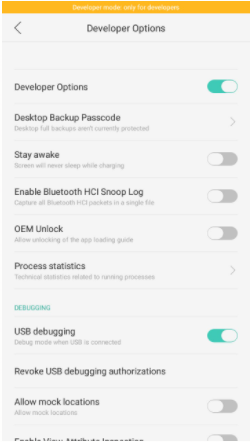 Developer mode: only for developers
Developer Options
Developer Options
Desktop Backup Passcode
Desktop full backups aren't currently protected
Stay awake
Screen will never sleep while charging
Enable Bluetooth HCI Snoop Log
Capture all Bluetooth HCI packets in a single file
OEM Unlock
Allow unlocking of the app loading guide
Process statistics
Technical statistics related to running processes
DEBUGGING
USB debugging
Debug mode when USB is connected
Revoke USB debugging authorizations
Allow mock locations
Allow mock locations
Enable View Attribute Inspection